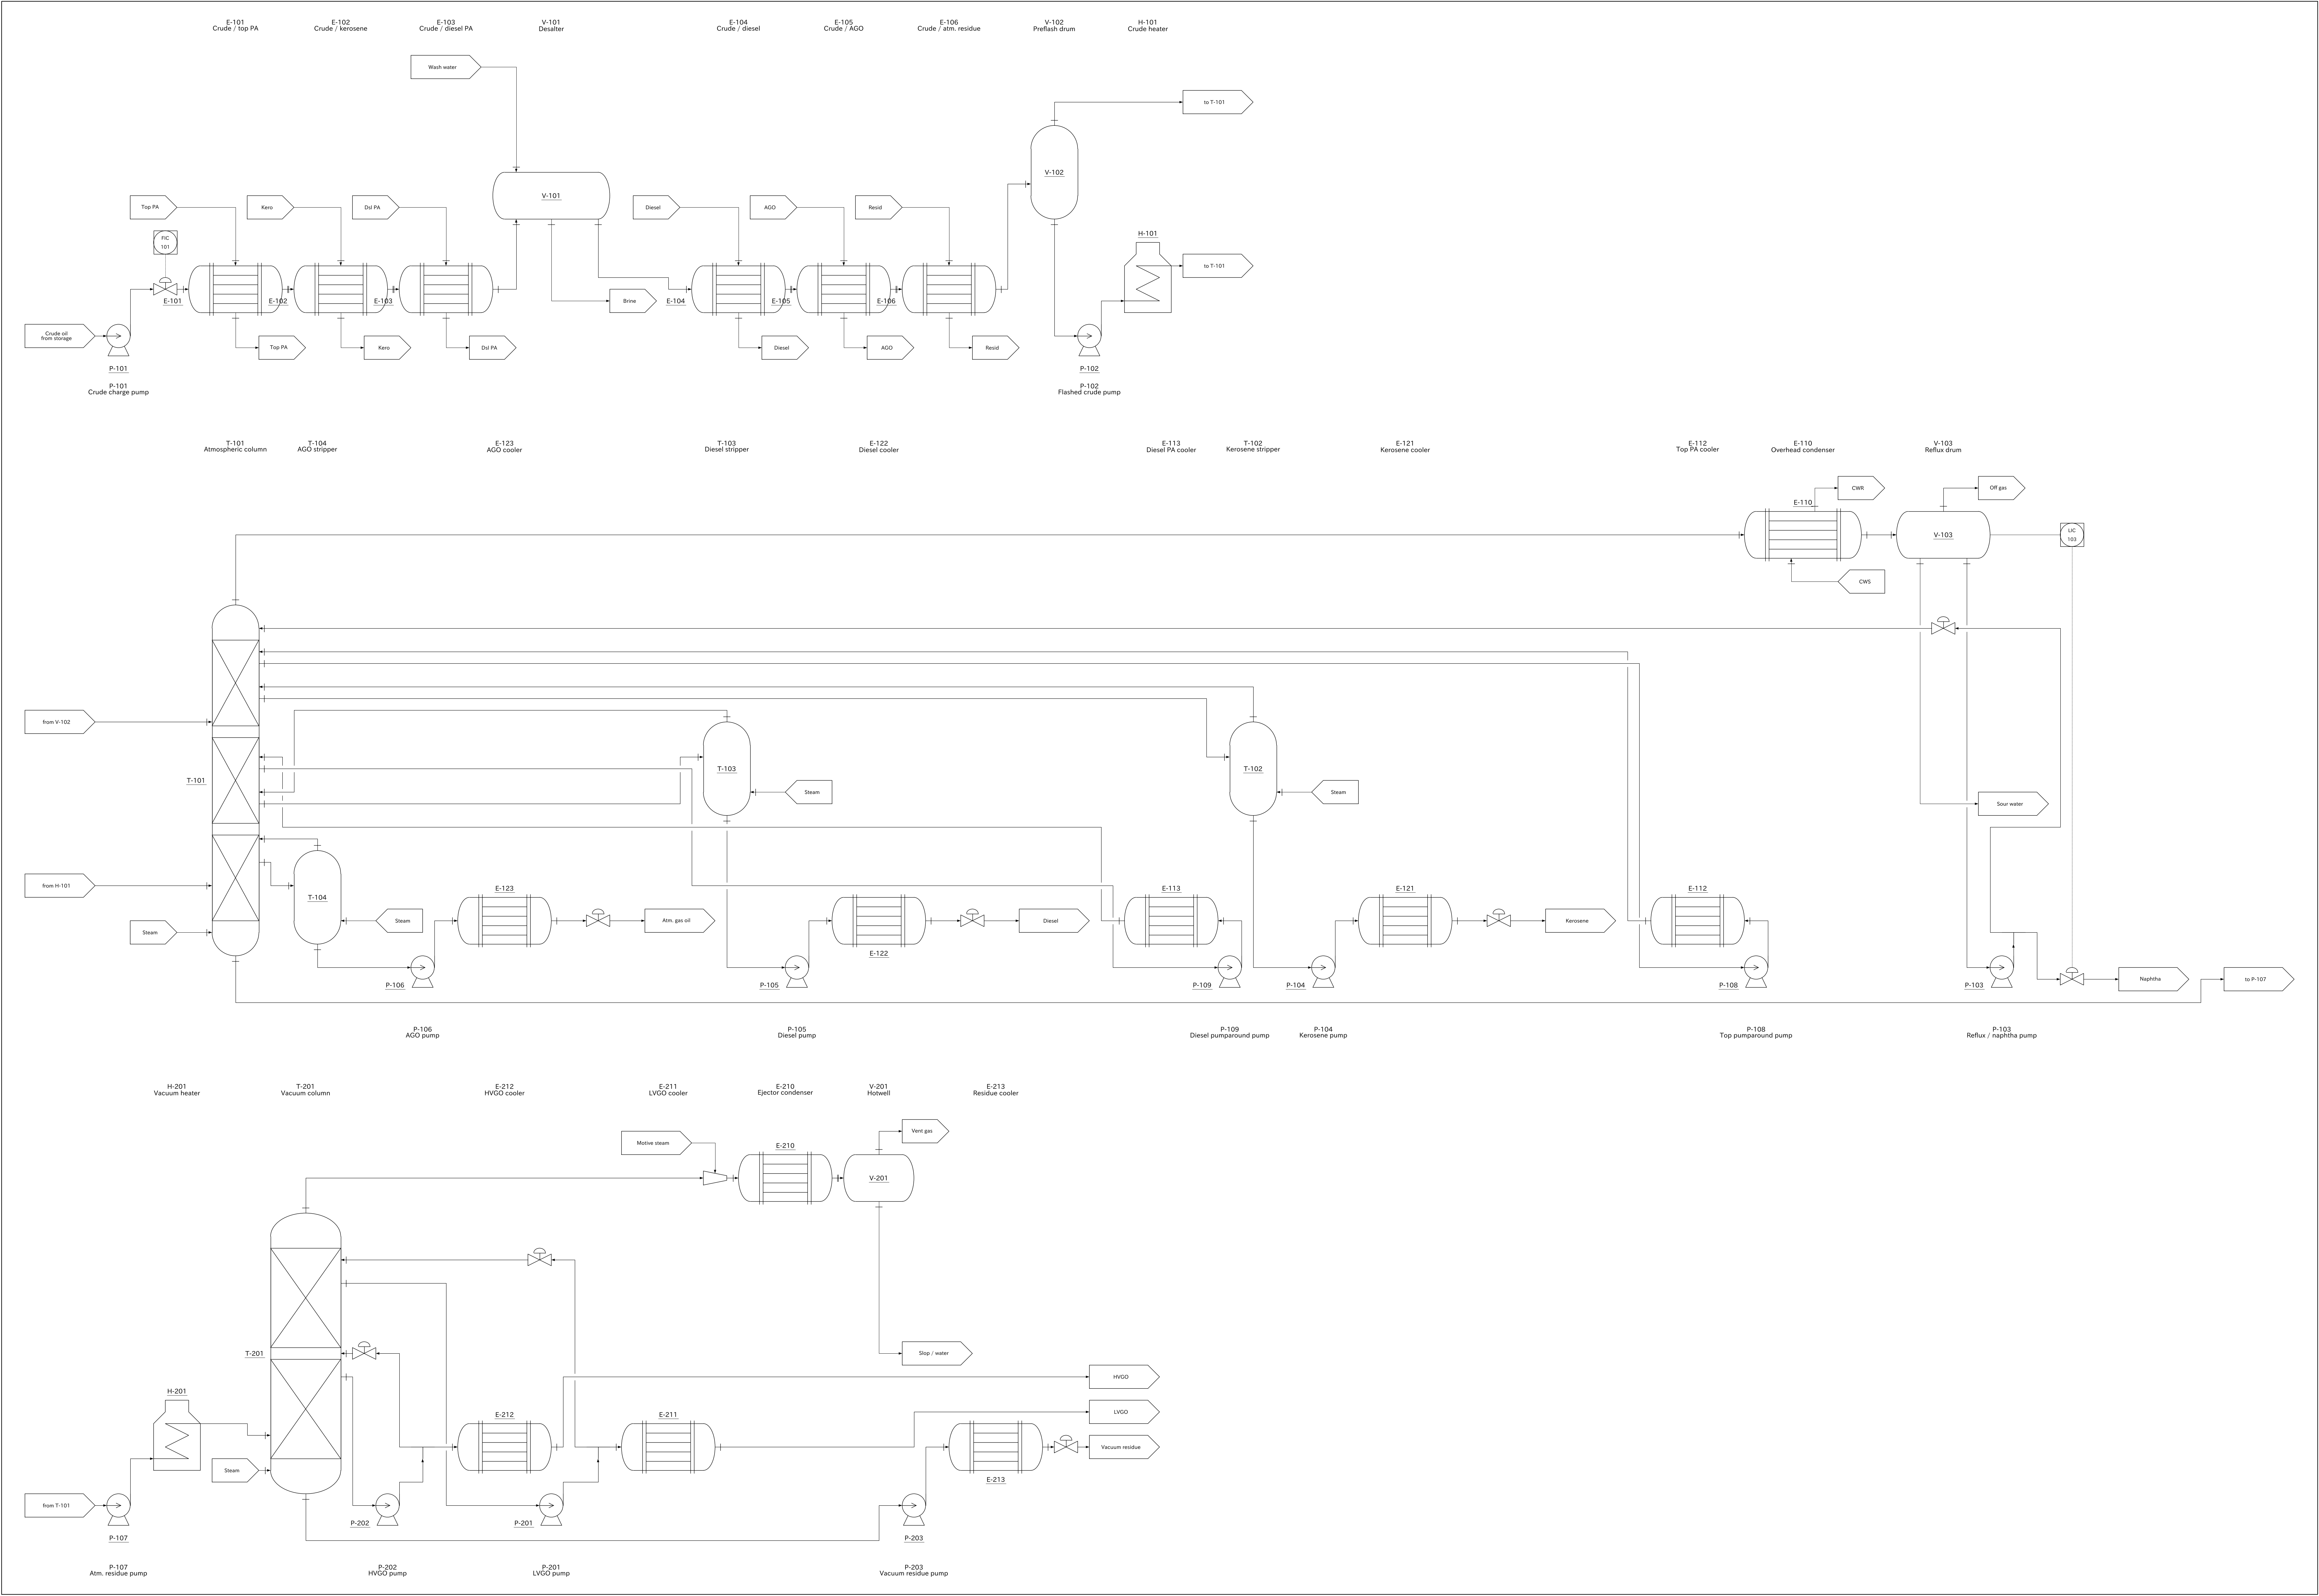 E-101
Crude / top PA
E-102
Crude / kerosene
E-103
Crude / diesel PA
V-101
Desalter
E-104
Crude / diesel
E-105
Crude / AGO
E-106
Crude / atm. residue
V-102
Preflash drum
H-101
Crude heater
Wash water
to T-101
V-102
V-101
Top PA
Kero
Dsl PA
Diesel
AGO
Resid
FIC
101
H-101
to T-101
E-101
E-102
E-103
Brine
E-104
E-105
E-106
Crude oil
from storage
Top PA
Kero
Dsl PA
Diesel
AGO
Resid
P-101
P-102
P-101
Crude charge pump
P-102
Flashed crude pump
T-101
Atmospheric column
T-104
AGO stripper
E-123
AGO cooler
T-103
Diesel stripper
E-122
Diesel cooler
E-113
Diesel PA cooler
T-102
Kerosene stripper
E-121
Kerosene cooler
E-112
Top PA cooler
E-110
Overhead condenser
V-103
Reflux drum
CWR
Off gas
E-110
V-103
LIC
103
CWS
from V-102
T-101
T-103
T-102
Steam
Steam
Sour water
from H-101
T-104
E-123
E-113
E-121
E-112
Steam
Steam
Atm. gas oil
Diesel
Kerosene
E-122
P-106
P-105
P-109
P-104
P-108
P-103
Naphtha
to P-107
P-106
AGO pump
P-105
Diesel pump
P-109
Diesel pumparound pump
P-104
Kerosene pump
P-108
Top pumparound pump
P-103
Reflux / naphtha pump
H-201
Vacuum heater
T-201
Vacuum column
E-212
HVGO cooler
E-211
LVGO cooler
E-210
Ejector condenser
V-201
Hotwell
E-213
Residue cooler
Motive steam
Vent gas
E-210
V-201
T-201
Slop / water
HVGO
H-201
LVGO
E-212
E-211
Vacuum residue
Steam
E-213
from T-101
P-202
P-201
P-107
P-203
P-107
Atm. residue pump
P-202
HVGO pump
P-201
LVGO pump
P-203
Vacuum residue pump